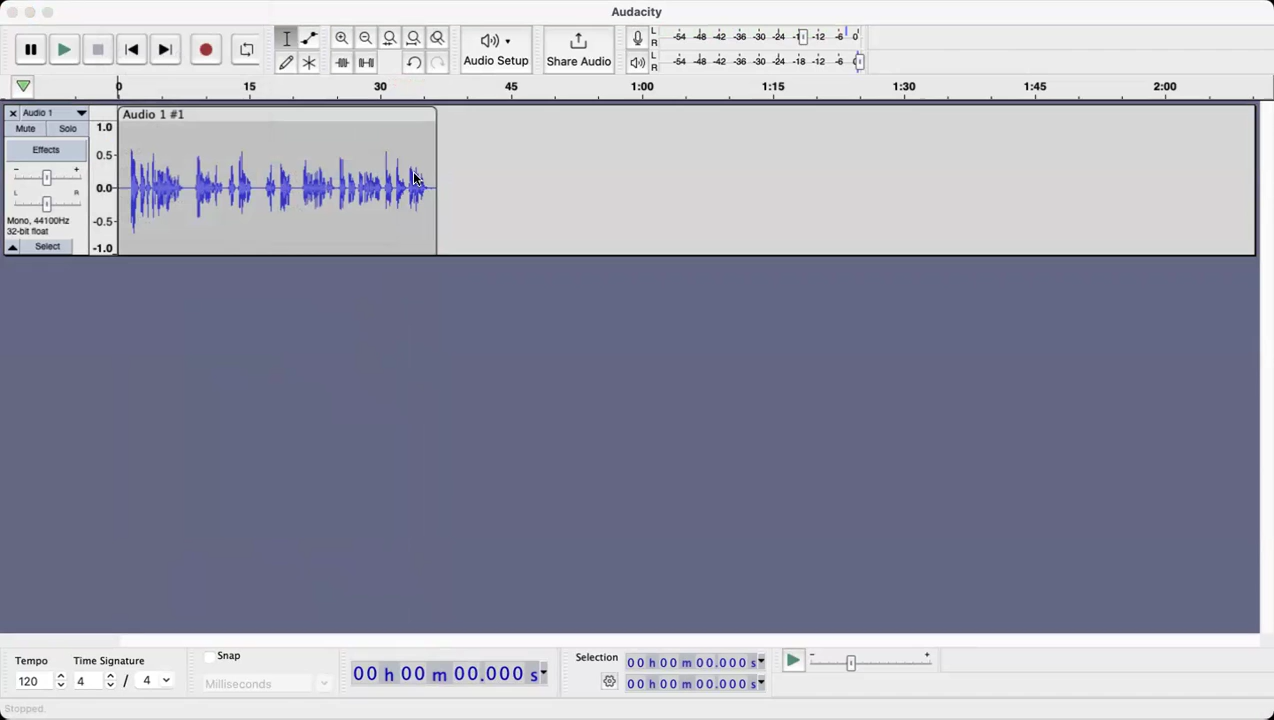 Audacity
Audio Setup
Share Audio
L
R
-54 -48 -42 -36 -30 -24 -18 -12 -6 0
L
R
-54 -48 -42 -36 -30 -24 -18 -12 -6
0 15 30 45 1:00 1:15 1:30 1:45 2:00
Audio 1
Audio 1 #1
Mute Solo
Effects
- +
L R
Mono, 44100Hz
32-bit float
Select
1.0
0.5
0.0
-0.5
-1.0
Tempo
120
Time Signature
4 / 4
Snap
Milliseconds
00 h 00 m 00.000 s
Selection
00 h 00 m 00.000 s
00 h 00 m 00.000 s
- +
Stopped.